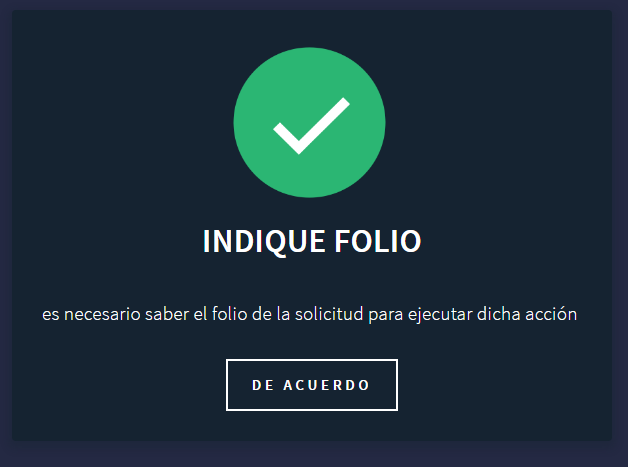 INDIQUE FOLIO
es necesario saber el folio de la solicitud para ejecutar dicha acción
DE ACUERDO